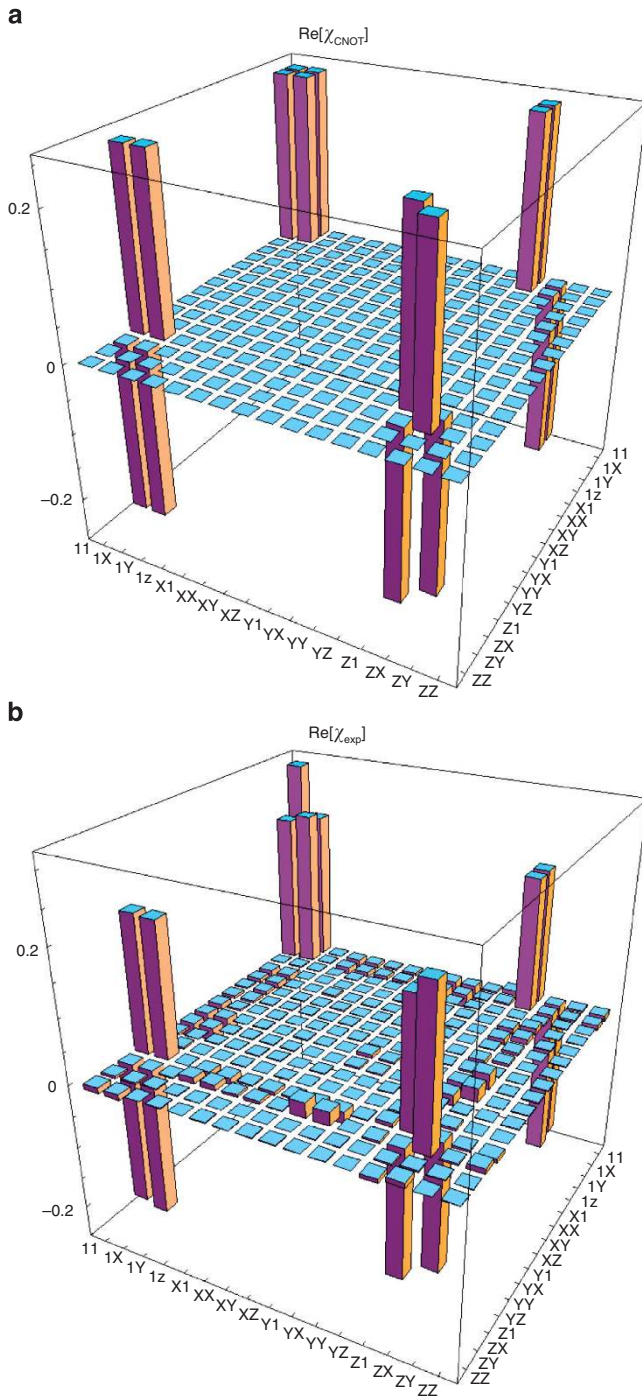 a
Re[χCNOT]
0.2
0
−0.2
11 1X 1Y 1z X1 XX XY XZ Y1 YX YY YZ Z1 ZX ZY ZZ
11
1X
1Y
1z
X1
XX
XY
XZ
Y1
YX
YY
YZ
Z1
ZX
ZY
ZZ
b
Re[χexp]
0.2
0
−0.2
11 1X 1Y 1z X1 XX XY XZ Y1 YX YY YZ Z1 ZX ZY ZZ
11
1X
1Y
1z
X1
XX
XY
XZ
Y1
YX
YY
YZ
Z1
ZX
ZY
ZZ